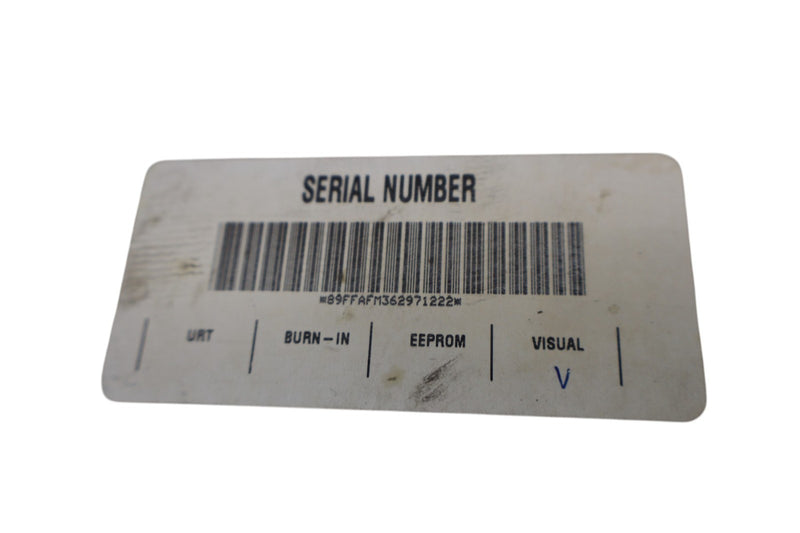 SERIAL NUMBER
*89FFAFM362971222*
URT BURN-IN EEPROM VISUAL
V